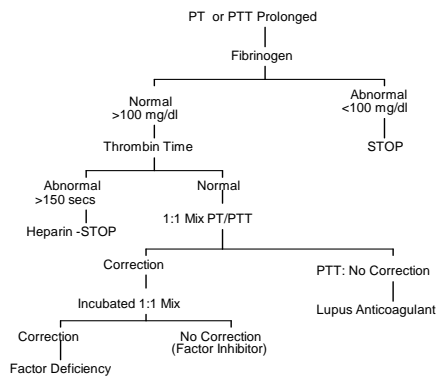 PT or PTT Prolonged
Fibrinogen
Normal
>100 mg/dl
Abnormal
<100 mg/dl
Thrombin Time
STOP
Abnormal
>150 secs
Normal
Heparin -STOP
1:1 Mix PT/PTT
Correction
PTT: No Correction
Incubated 1:1 Mix
Lupus Anticoagulant
Correction
No Correction
(Factor Inhibitor)
Factor Deficiency